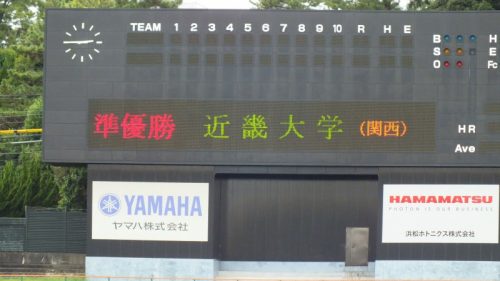 TEAM 1 2 3 4 5 6 7 8 9 10 R H E
B H
S E
O Fc
準優勝 近畿大学 (関西)
HR
Ave
YAMAHA
ヤマハ株式会社
HAMAMATSU
PHOTON IS OUR BUSINESS
浜松ホトニクス株式会社